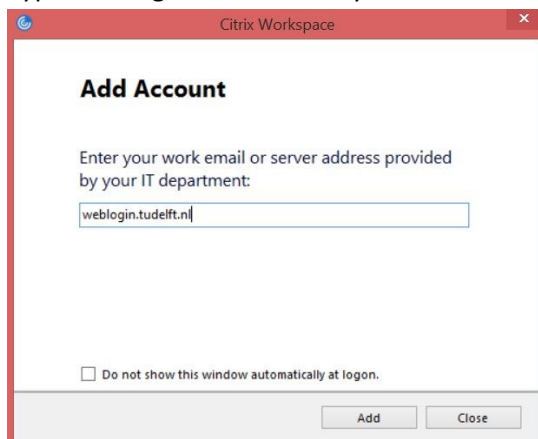 Citrix Workspace
Add Account
Enter your work email or server address provided
by your IT department:
weblogin.tudelft.nl
Do not show this window automatically at logon.
Add Close